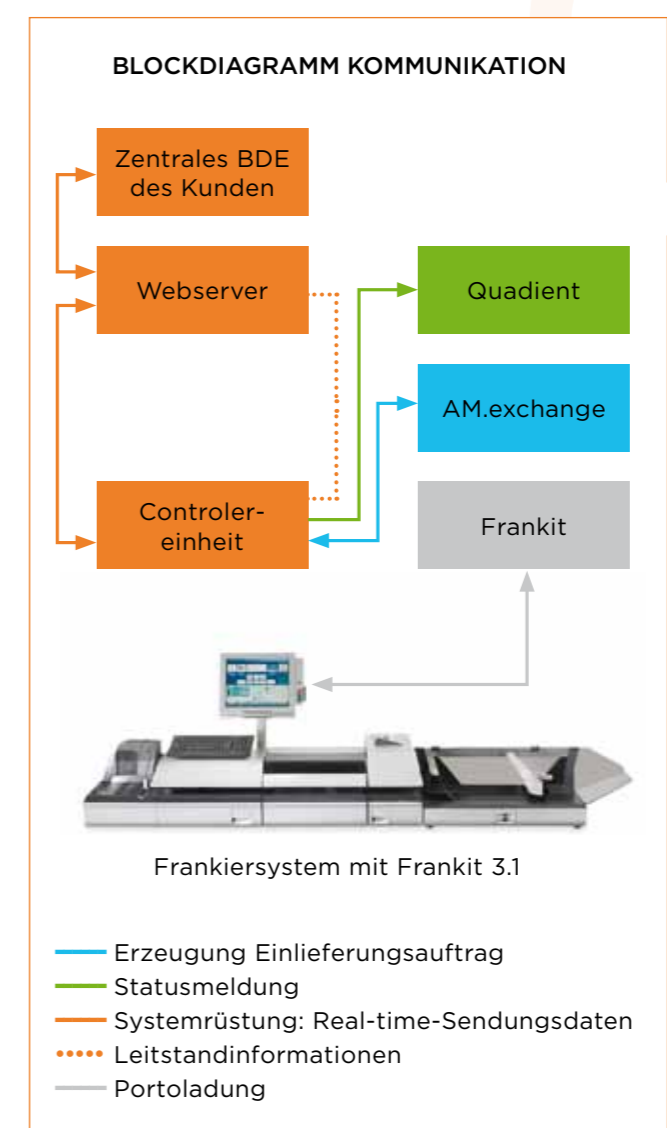 BLOCKDIAGRAMM KOMMUNIKATION
Zentrales BDE
des Kunden
Webserver
Quadient
AM.exchange
Controler-
einheit
Frankit
Frankiersystem mit Frankit 3.1
Erzeugung Einlieferungsauftrag
Statusmeldung
Systemrüstung: Real-time-Sendungsdaten
Leitstandinformationen
Portoladung